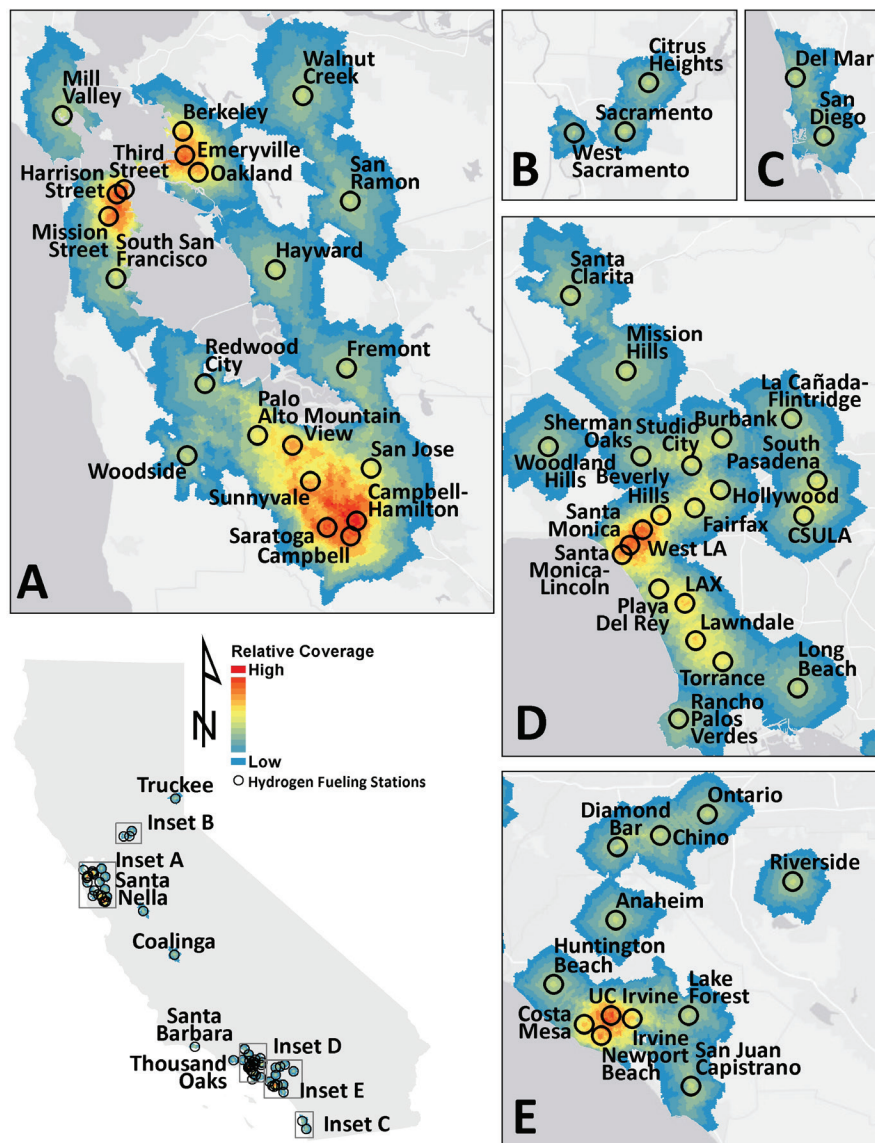 Mill
Valley
Walnut
Creek
Berkeley
Third
Street
Emeryville
Oakland
Harrison
Street
San
Ramon
Mission
Street
South San
Francisco
Hayward
Redwood
City
Fremont
Palo
Alto
Mountain
View
Woodside
San Jose
Sunnyvale
Campbell-
Hamilton
Saratoga
Campbell
A
Citrus
Heights
Sacramento
West
Sacramento
B
Del Mar
San
Diego
C
Santa
Clarita
Mission
Hills
La Cañada-
Flintridge
Sherman
Oaks
Studio
City
Burbank
South
Pasadena
Woodland
Hills
Beverly
Hills
Hollywood
Santa
Monica
Fairfax
CSULA
West LA
Santa
Monica-
Lincoln
LAX
Playa
Del Rey
Lawndale
Torrance
Long
Beach
Rancho
Palos
Verdes
D
N
Relative Coverage
High
Low
Hydrogen Fueling Stations
Truckee
Inset B
Inset A
Santa
Nella
Coalinga
Santa
Barbara
Inset D
Thousand
Oaks
Inset E
Inset C
Ontario
Diamond
Bar
Chino
Riverside
Anaheim
Huntington
Beach
UC Irvine
Lake
Forest
Costa
Mesa
Irvine
Newport
Beach
San Juan
Capistrano
E